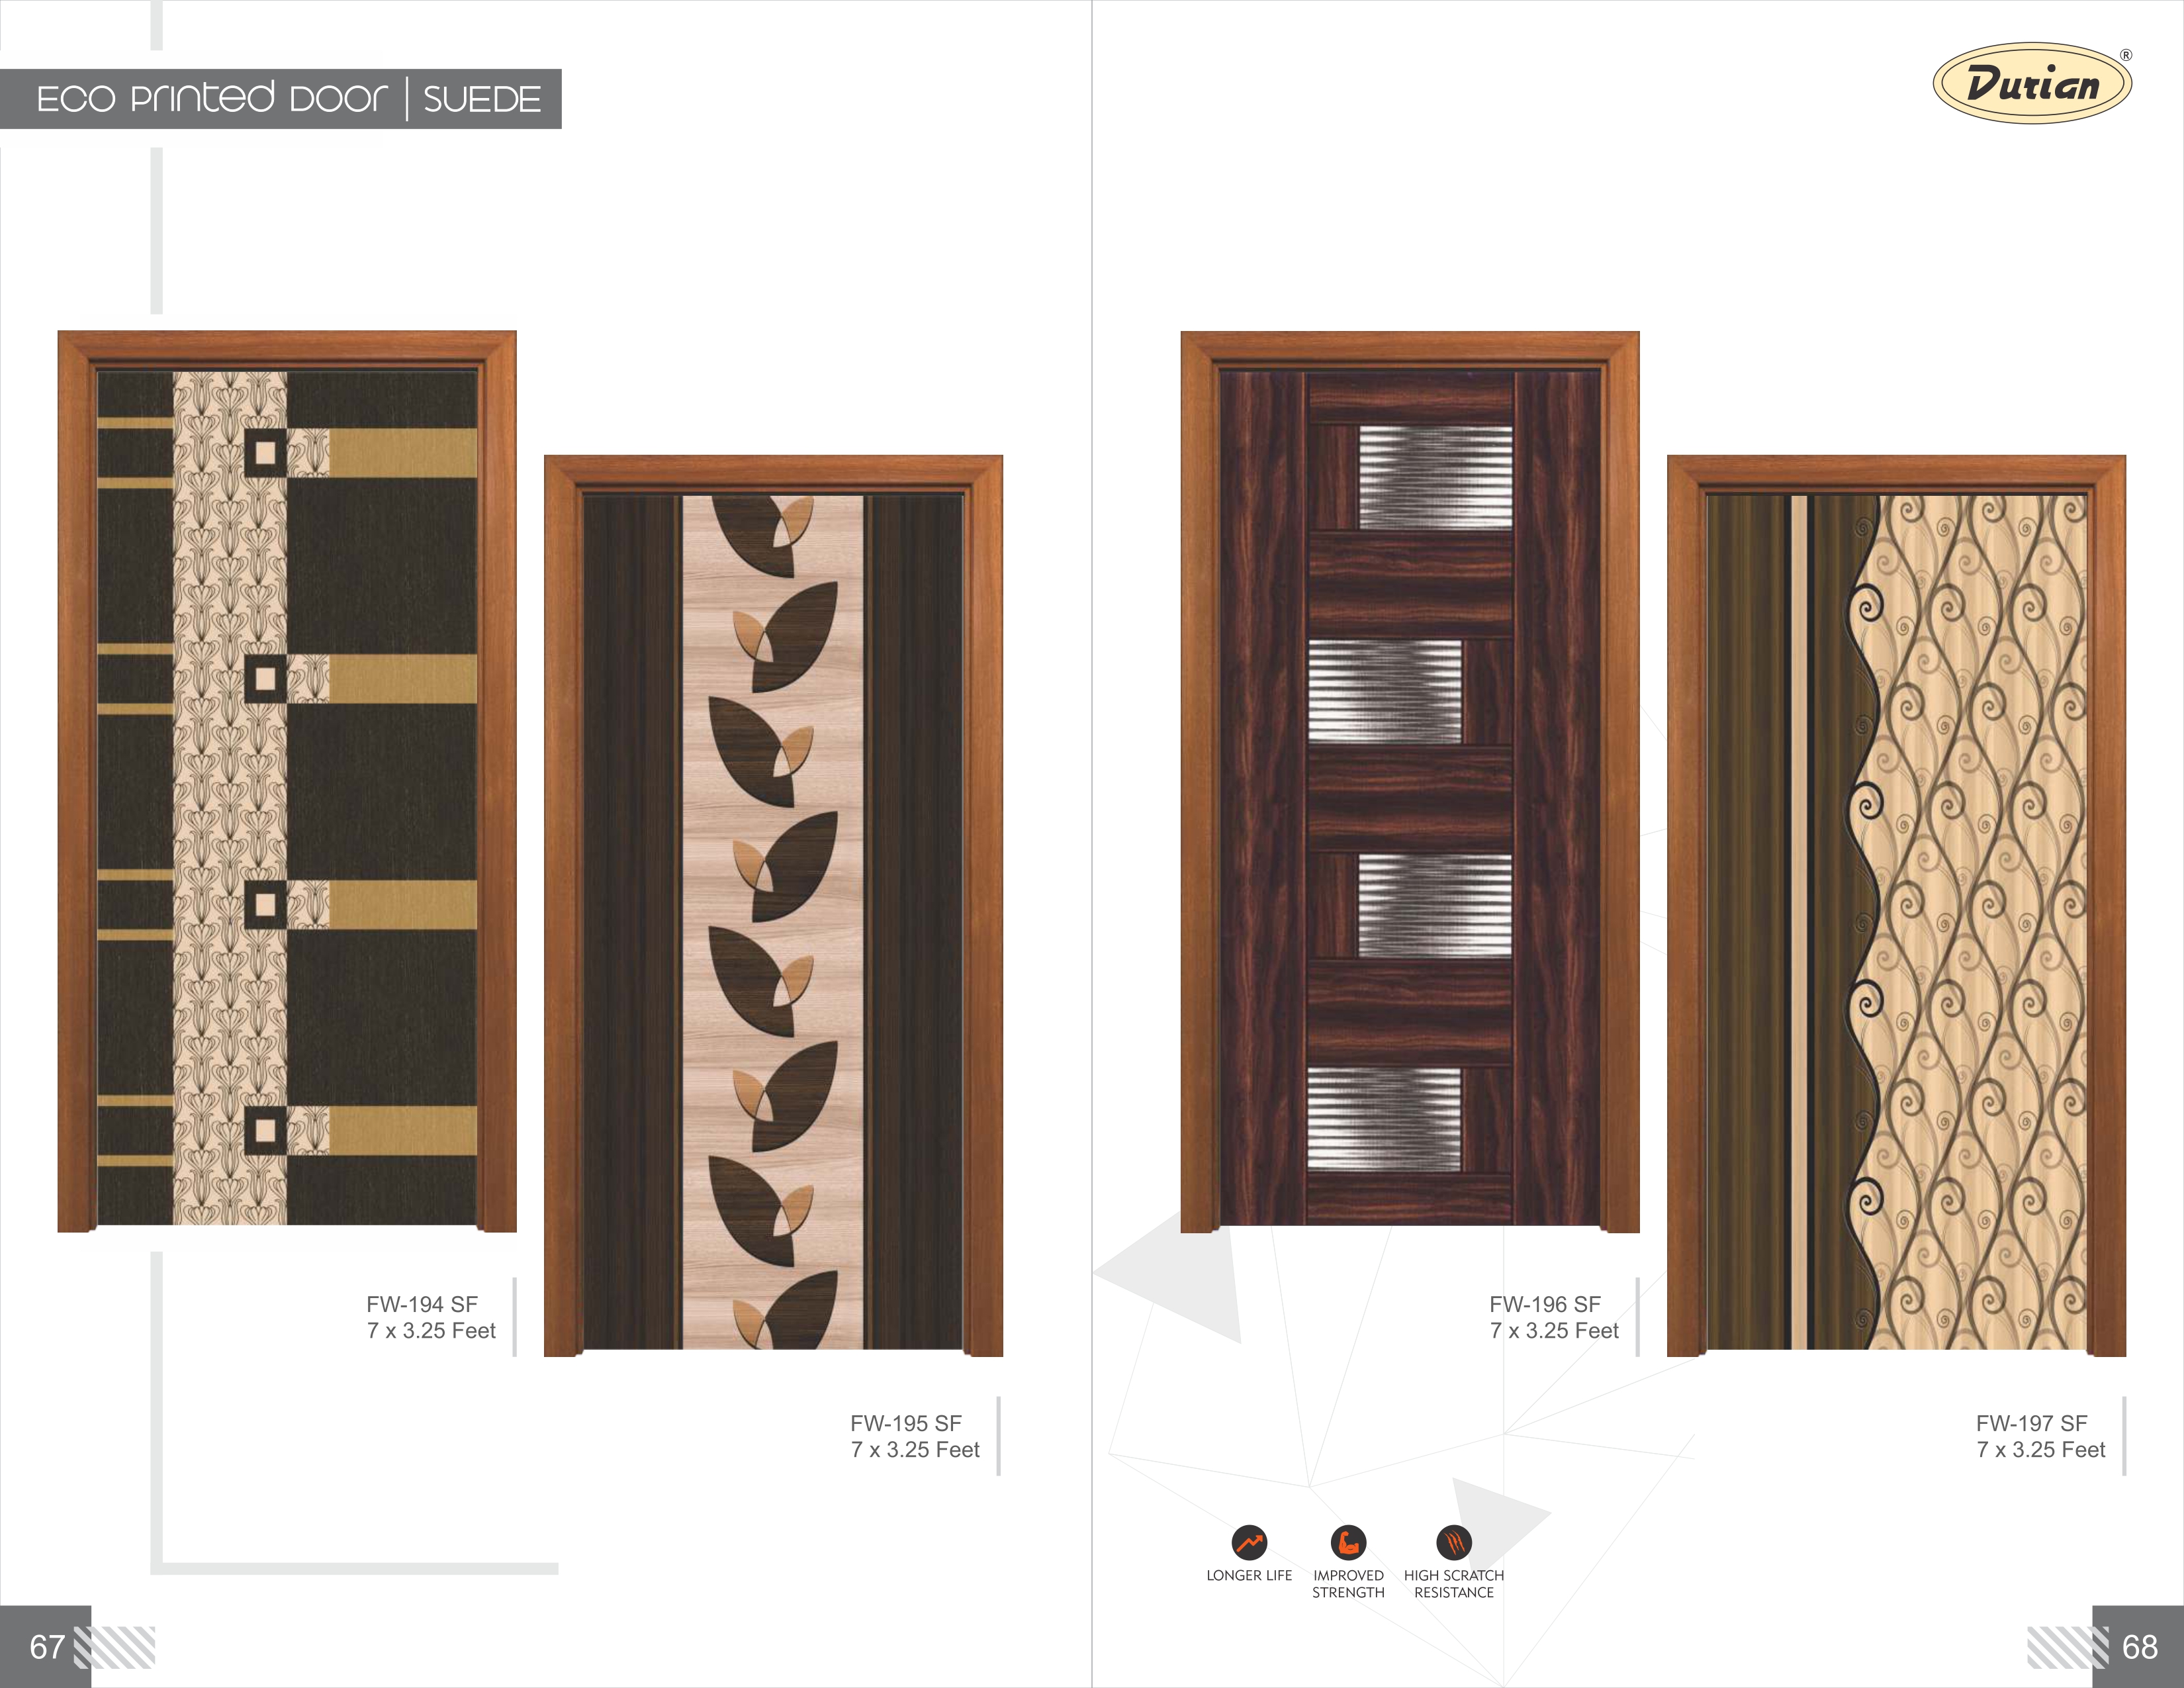 ECO Printed DOOR | SUEDE
Durian ®
FW-194 SF
7 x 3.25 Feet
FW-195 SF
7 x 3.25 Feet
FW-196 SF
7 x 3.25 Feet
FW-197 SF
7 x 3.25 Feet
LONGER LIFE
IMPROVED
STRENGTH
HIGH SCRATCH
RESISTANCE
67
68